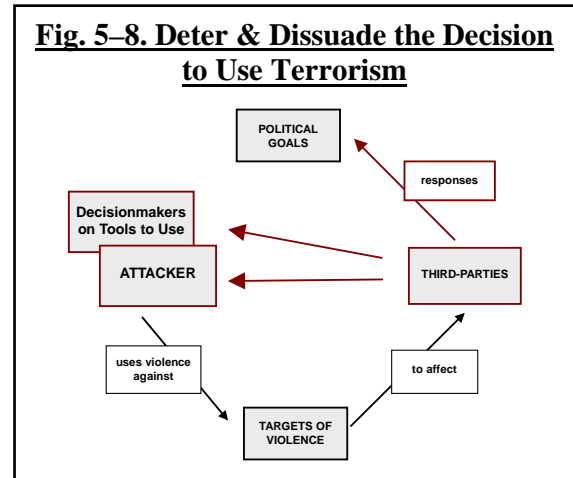 Fig. 5–8. Deter & Dissuade the Decision
to Use Terrorism
POLITICAL
GOALS
responses
Decisionmakers
on Tools to Use
ATTACKER
THIRD-PARTIES
uses violence
against
to affect
TARGETS OF
VIOLENCE